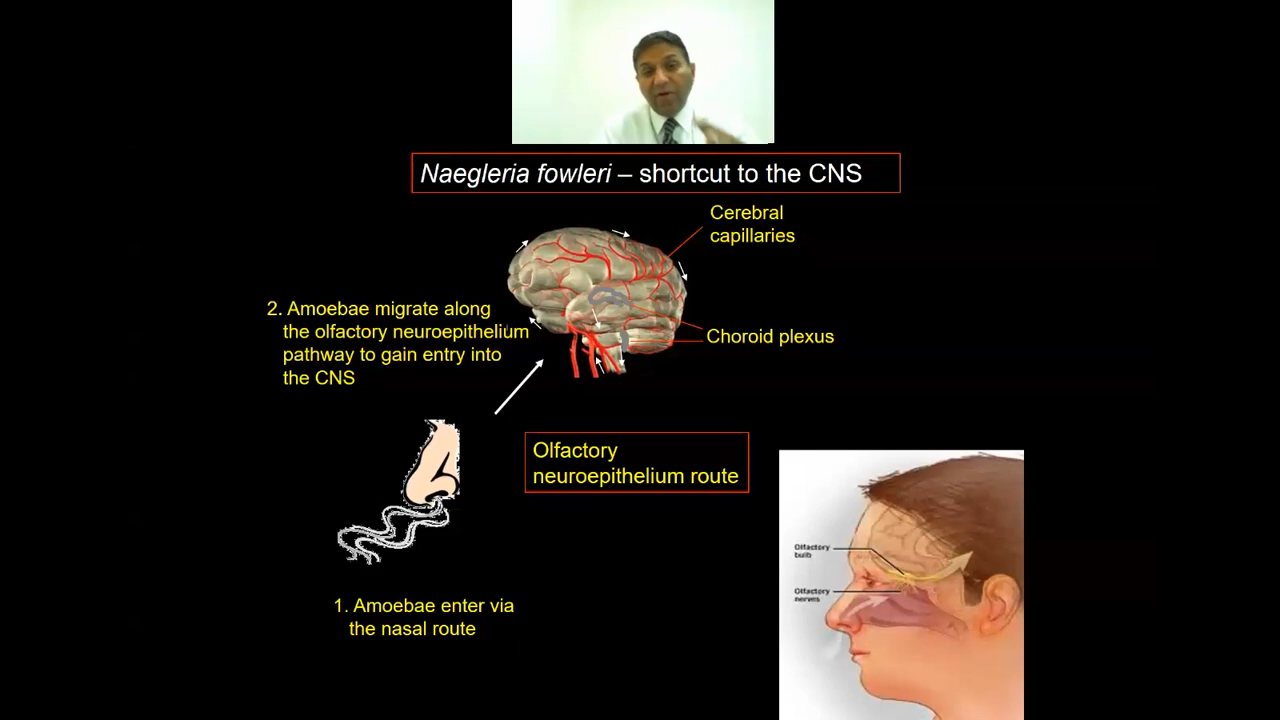 Naegleria fowleri – shortcut to the CNS
Cerebral
capillaries
2. Amoebae migrate along
the olfactory neuroepithelium
pathway to gain entry into
the CNS
Choroid plexus
Olfactory
neuroepithelium route
Olfactory
bulb
Olfactory
nerves
1. Amoebae enter via
the nasal route